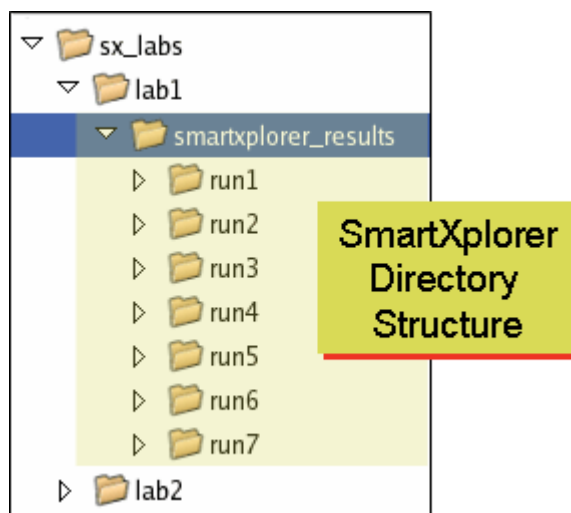 sx_labs
lab1
smartxplorer_results
run1
run2
run3
run4
run5
run6
run7
lab2
SmartXplorer
Directory
Structure